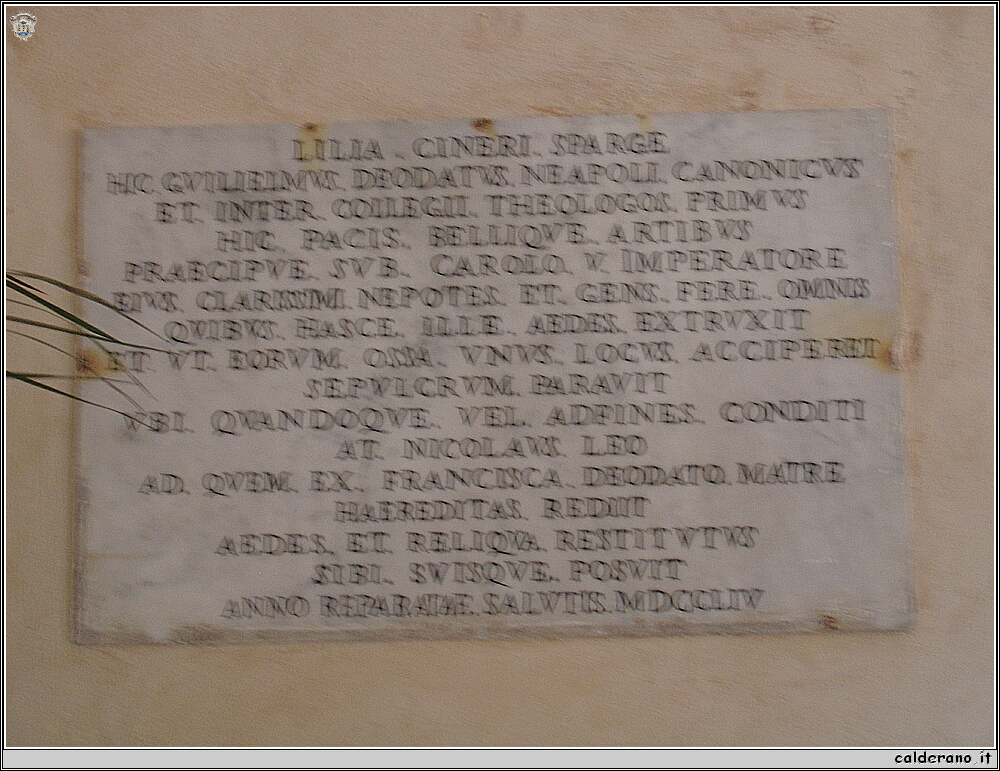 LILIA . CINERI. SPARGE
HIC. GVILIELMVS. DEODATVS. NEAPOLI. CANONICVS
ET. INTER. COLLEGII. THEOLOGOS. PRIMVS
HIC. PACIS. BELLIQVE. ARTIBVS
PRAECIPVE. SVB. CAROLO. V. IMPERATORE
EIVS. CLARISSIMI. NEPOTES. ET. GENS. FERE. OMNIS
QVIBVS. HASCE. ILLE. AEDES. EXTRVXIT
ET. VT. EORVM. OSSA. VNVS. LOCVS. ACCIPERET
SEPVLCRVM. PARAVIT
VBI. QVANDOQVE. VEL. ADFINES. CONDITI
AT. NICOLAVS. LEO
AD. QVEM. EX. FRANCISCA. DEODATO. MATRE
HAEREDITAS. REDIIT
AEDES. ET. RELIQVA. RESTITVTVS
SIBI. SVISQVE. POSVIT
ANNO REPARATAE. SALVTIS. MDCCLIV
calderano.it